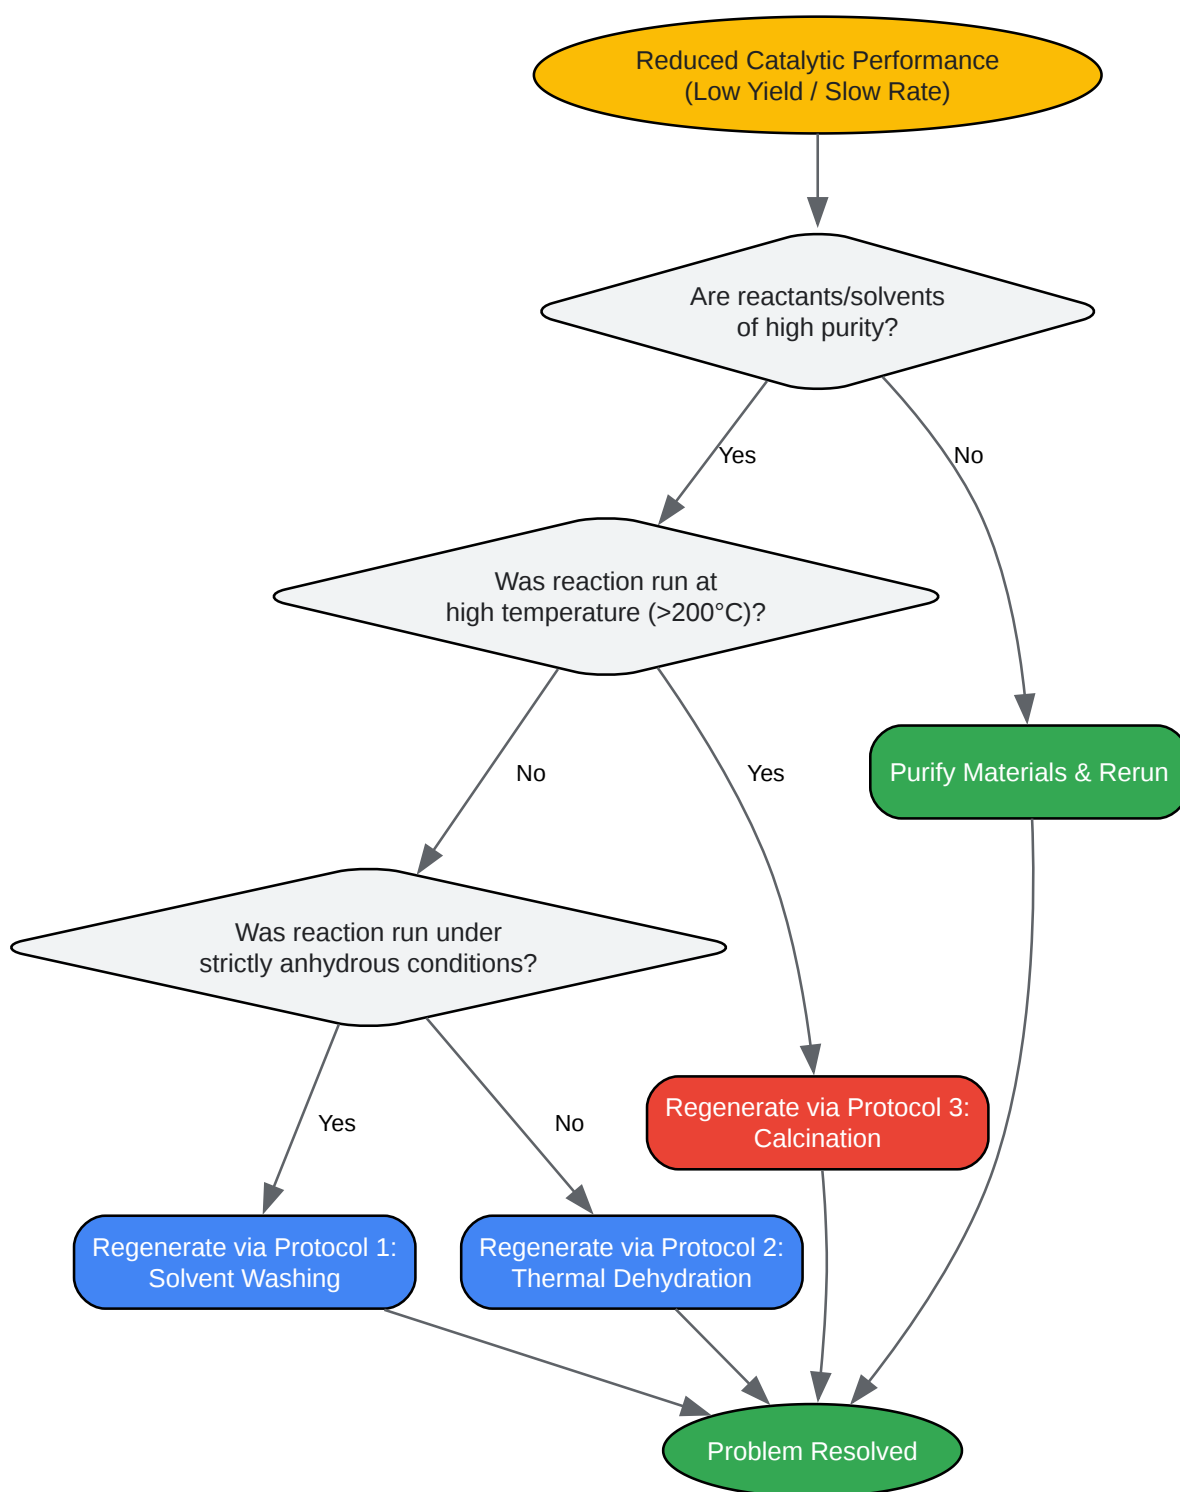 Reduced Catalytic Performance
(Low Yield / Slow Rate)
Are reactants/solvents
of high purity?
Yes
No
Was reaction run at
high temperature (>200°C)?
No
Yes
Purify Materials & Rerun
Was reaction run under
strictly anhydrous conditions?
Yes
No
Regenerate via Protocol 3:
Calcination
Regenerate via Protocol 1:
Solvent Washing
Regenerate via Protocol 2:
Thermal Dehydration
Problem Resolved